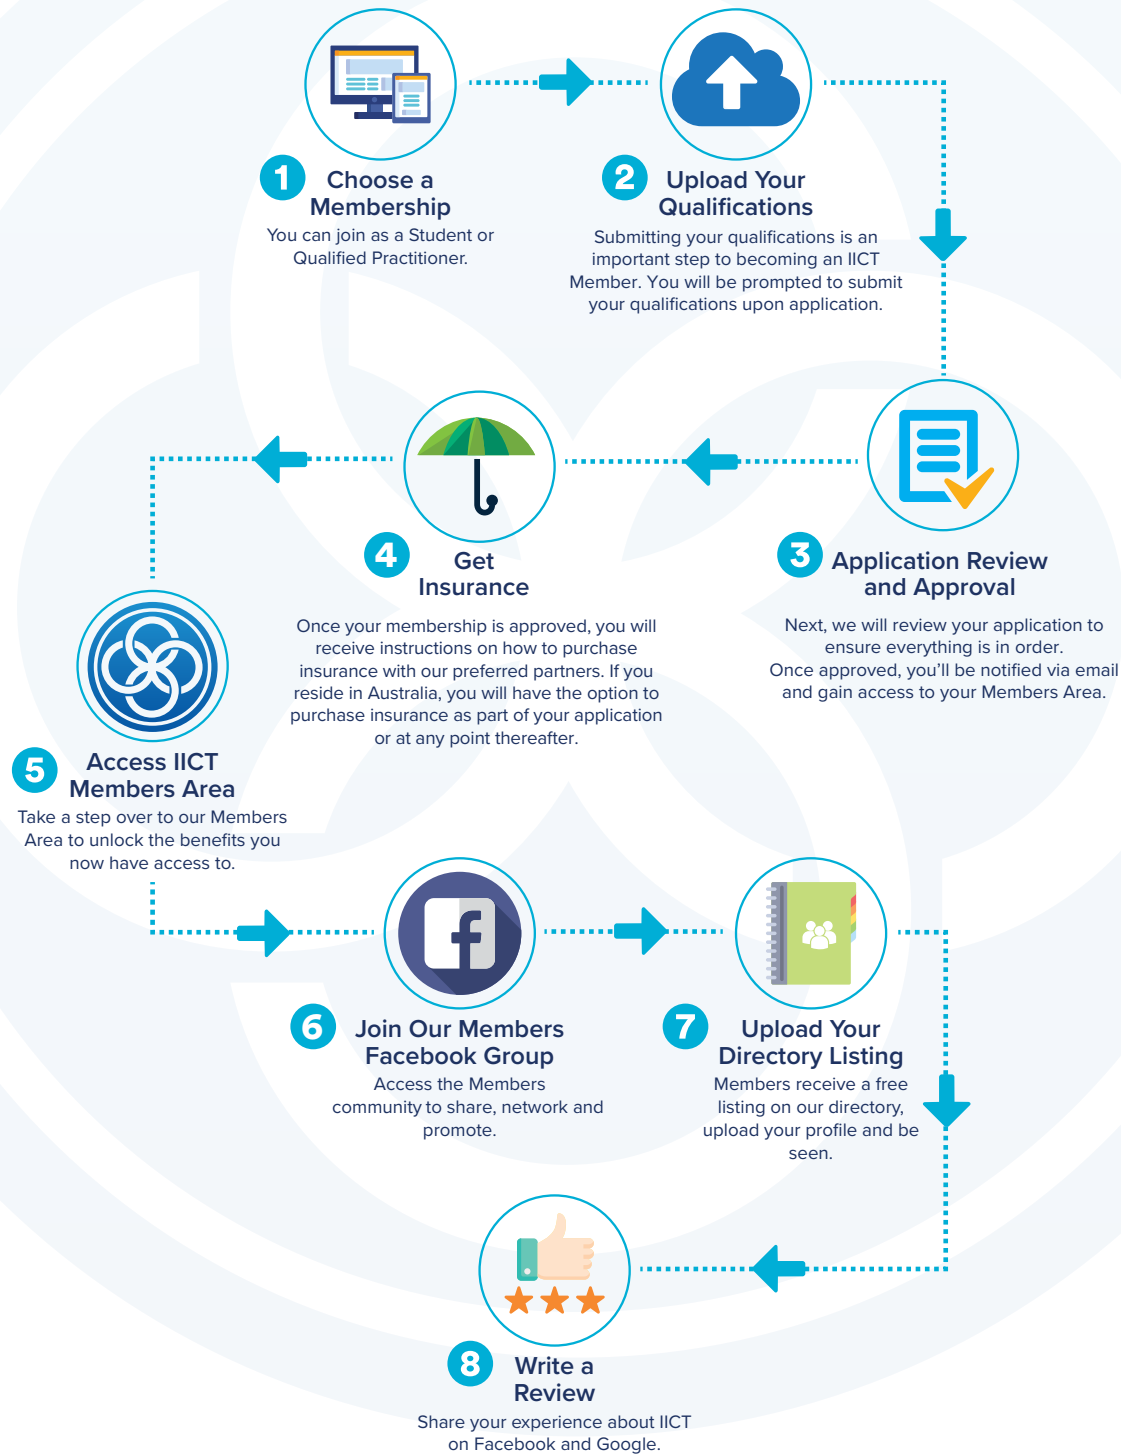 1
Choose a
Membership
You can join as a Student or
Qualified Practitioner.
2
Upload Your
Qualifications
Submitting your qualifications is an
important step to becoming an IICT
Member. You will be prompted to submit
your qualifications upon application.
3
Application Review
and Approval
Next, we will review your application to
ensure everything is in order.
Once approved, you'll be notified via email
and gain access to your Members Area.
4
Get
Insurance
Once your membership is approved, you will
receive instructions on how to purchase
insurance with our preferred partners. If you
reside in Australia, you will have the option to
purchase insurance as part of your application
or at any point thereafter.
5
Access IICT
Members Area
Take a step over to our Members
Area to unlock the benefits you
now have access to.
f
6
Join Our Members
Facebook Group
Access the Members
community to share, network and
promote.
7
Upload Your
Directory Listing
Members receive a free
listing on our directory,
upload your profile and be
seen.
8
Write a
Review
Share your experience about IICT
on Facebook and Google.